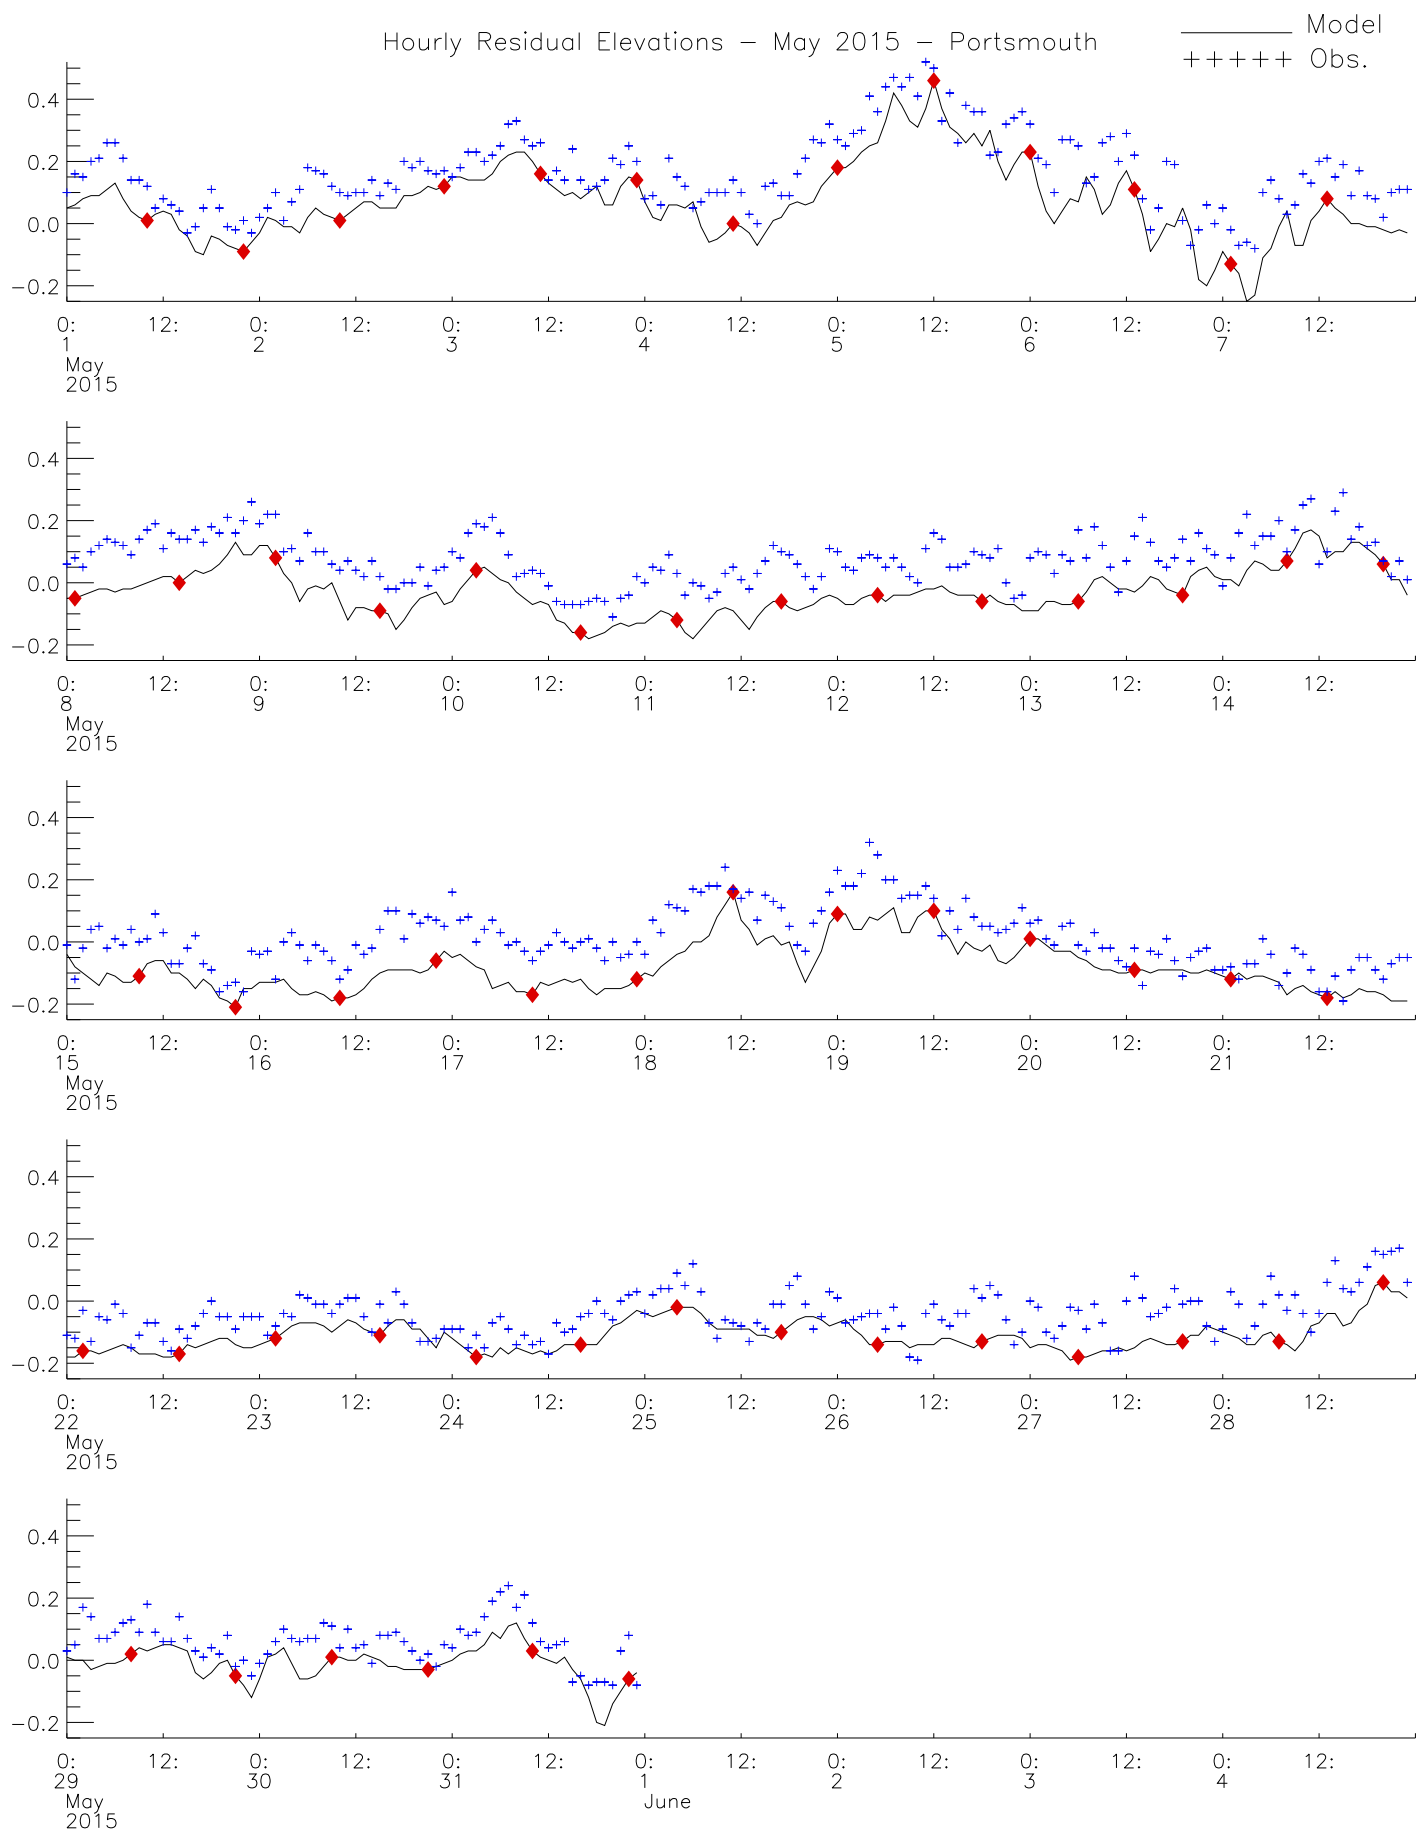 Hourly Residual Elevations – May 2015 – Portsmouth
Model
+++++ Obs.
0.4
0.2
0.0
−0.2
0: 12: 0: 12: 0: 12: 0: 12: 0: 12: 0: 12: 0: 12:
1 2 3 4 5 6 7
May
2015
0.4
0.2
0.0
−0.2
0: 12: 0: 12: 0: 12: 0: 12: 0: 12: 0: 12: 0: 12:
8 9 10 11 12 13 14
May
2015
0.4
0.2
0.0
−0.2
0: 12: 0: 12: 0: 12: 0: 12: 0: 12: 0: 12: 0: 12:
15 16 17 18 19 20 21
May
2015
0.4
0.2
0.0
−0.2
0: 12: 0: 12: 0: 12: 0: 12: 0: 12: 0: 12: 0: 12:
22 23 24 25 26 27 28
May
2015
0.4
0.2
0.0
−0.2
0: 12: 0: 12: 0: 12: 0: 12: 0: 12: 0: 12: 0: 12:
29 30 31 1 2 3 4
May June
2015